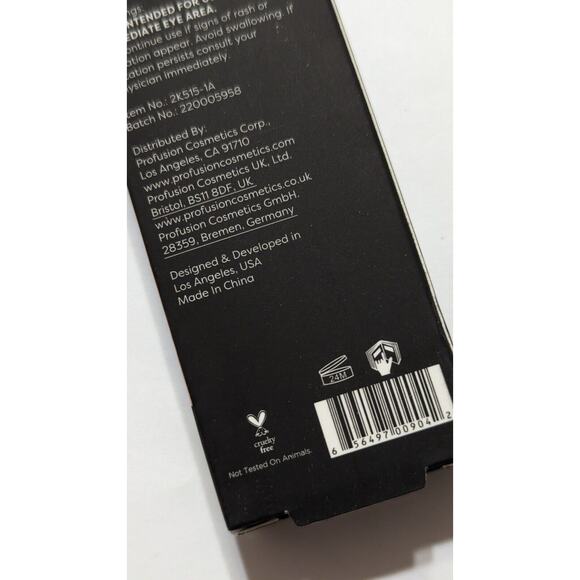 INTENDED FOR
EDIATE EYE AREA.
continue use if signs of rash or
ation appear. Avoid swallowing. If
tation persists consult your
ysician immediately.
tem No.: 2K515-1A
Batch No.: 220005958
Distributed By:
Profusion Cosmetics Corp.,
Los Angeles, CA 91710
www.profusioncosmetics.com
Profusion Cosmetics UK, Ltd.
Bristol, BS11 8DF, UK
www.profusioncosmetics.co.uk
Profusion Cosmetics GmbH.
28359, Bremen, Germany
Designed & Developed in
Los Angeles, USA
Made In China
24M
cruelty
free
Not Tested On Animals.
6 56497 00904 2